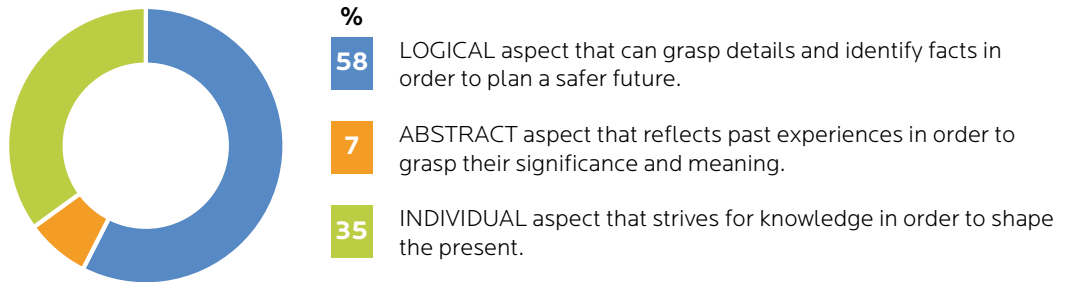 %
58
LOGICAL aspect that can grasp details and identify facts in
order to plan a safer future.
7
ABSTRACT aspect that reflects past experiences in order to
grasp their significance and meaning.
35
INDIVIDUAL aspect that strives for knowledge in order to shape
the present.